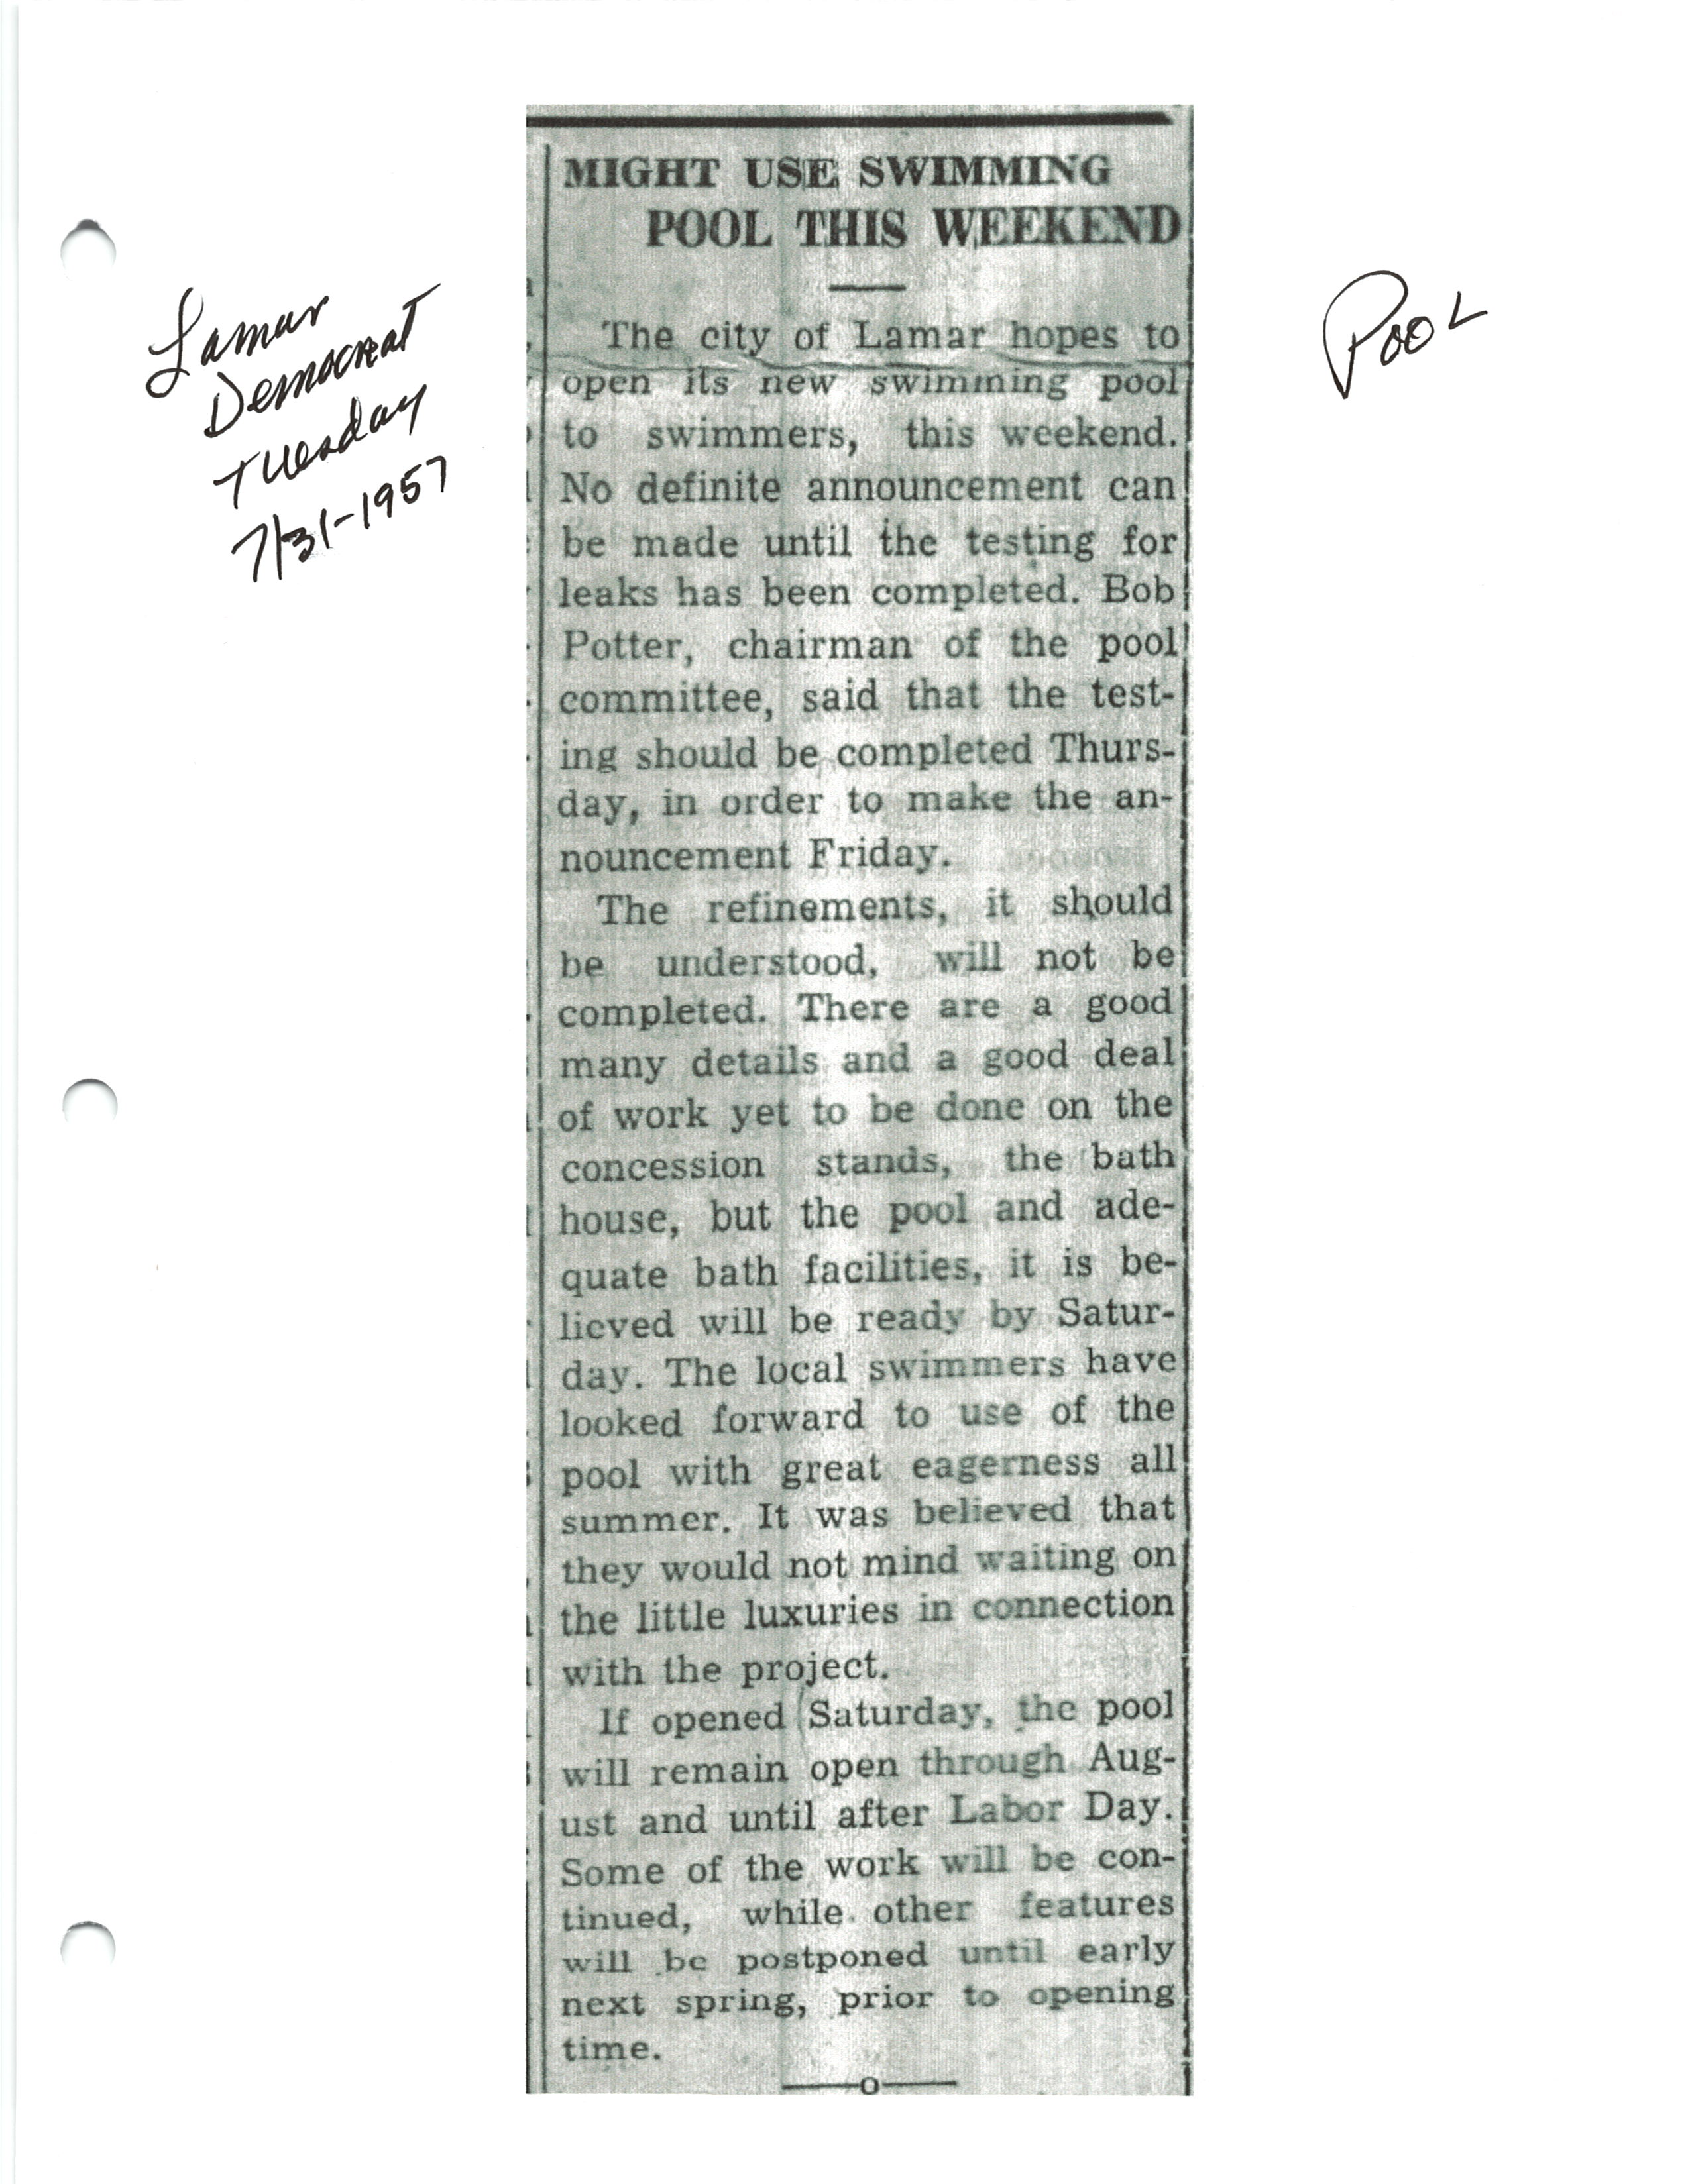 Lamar
Democrat
Tuesday
7/31-1957
Pool
MIGHT USE SWIMMING
POOL THIS WEEKEND
The city of Lamar hopes to
open its new swimming pool
to swimmers, this weekend.
No definite announcement can
be made until the testing for
leaks has been completed. Bob
Potter, chairman of the pool
committee, said that the test-
ing should be completed Thurs-
day, in order to make the an-
nouncement Friday.
The refinements, it should
be understood, will not be
completed. There are a good
many details and a good deal
of work yet to be done on the
concession stands, the bath
house, but the pool and ade-
quate bath facilities, it is be-
lieved will be ready by Satur-
day. The local swimmers have
looked forward to use of the
pool with great eagerness all
summer. It was believed that
they would not mind waiting on
the little luxuries in connection
with the project.
If opened Saturday, the pool
will remain open through Aug-
ust and until after Labor Day.
Some of the work will be con-
tinued, while other features
will be postponed until early
next spring, prior to opening
time.
—o—